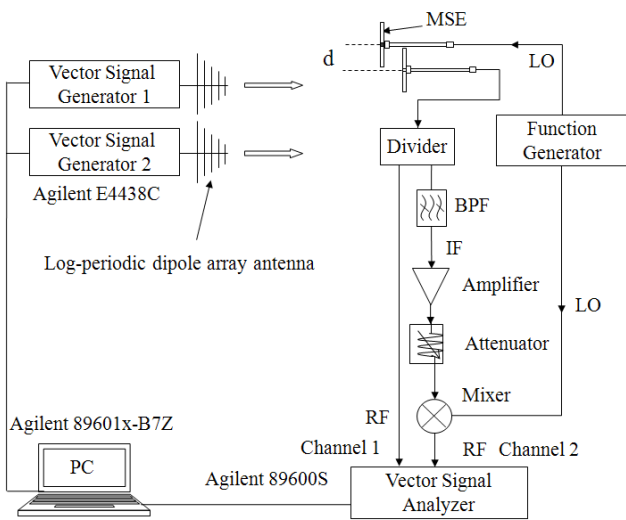 MSE
d
LO
Vector Signal
Generator 1
Vector Signal
Generator 2
Agilent E4438C
Log-periodic dipole array antenna
Divider
Function
Generator
BPF
IF
Amplifier
LO
Attenuator
Mixer
RF
Channel 1
RF Channel 2
Agilent 89601x-B7Z
PC
Agilent 89600S
Vector Signal
Analyzer